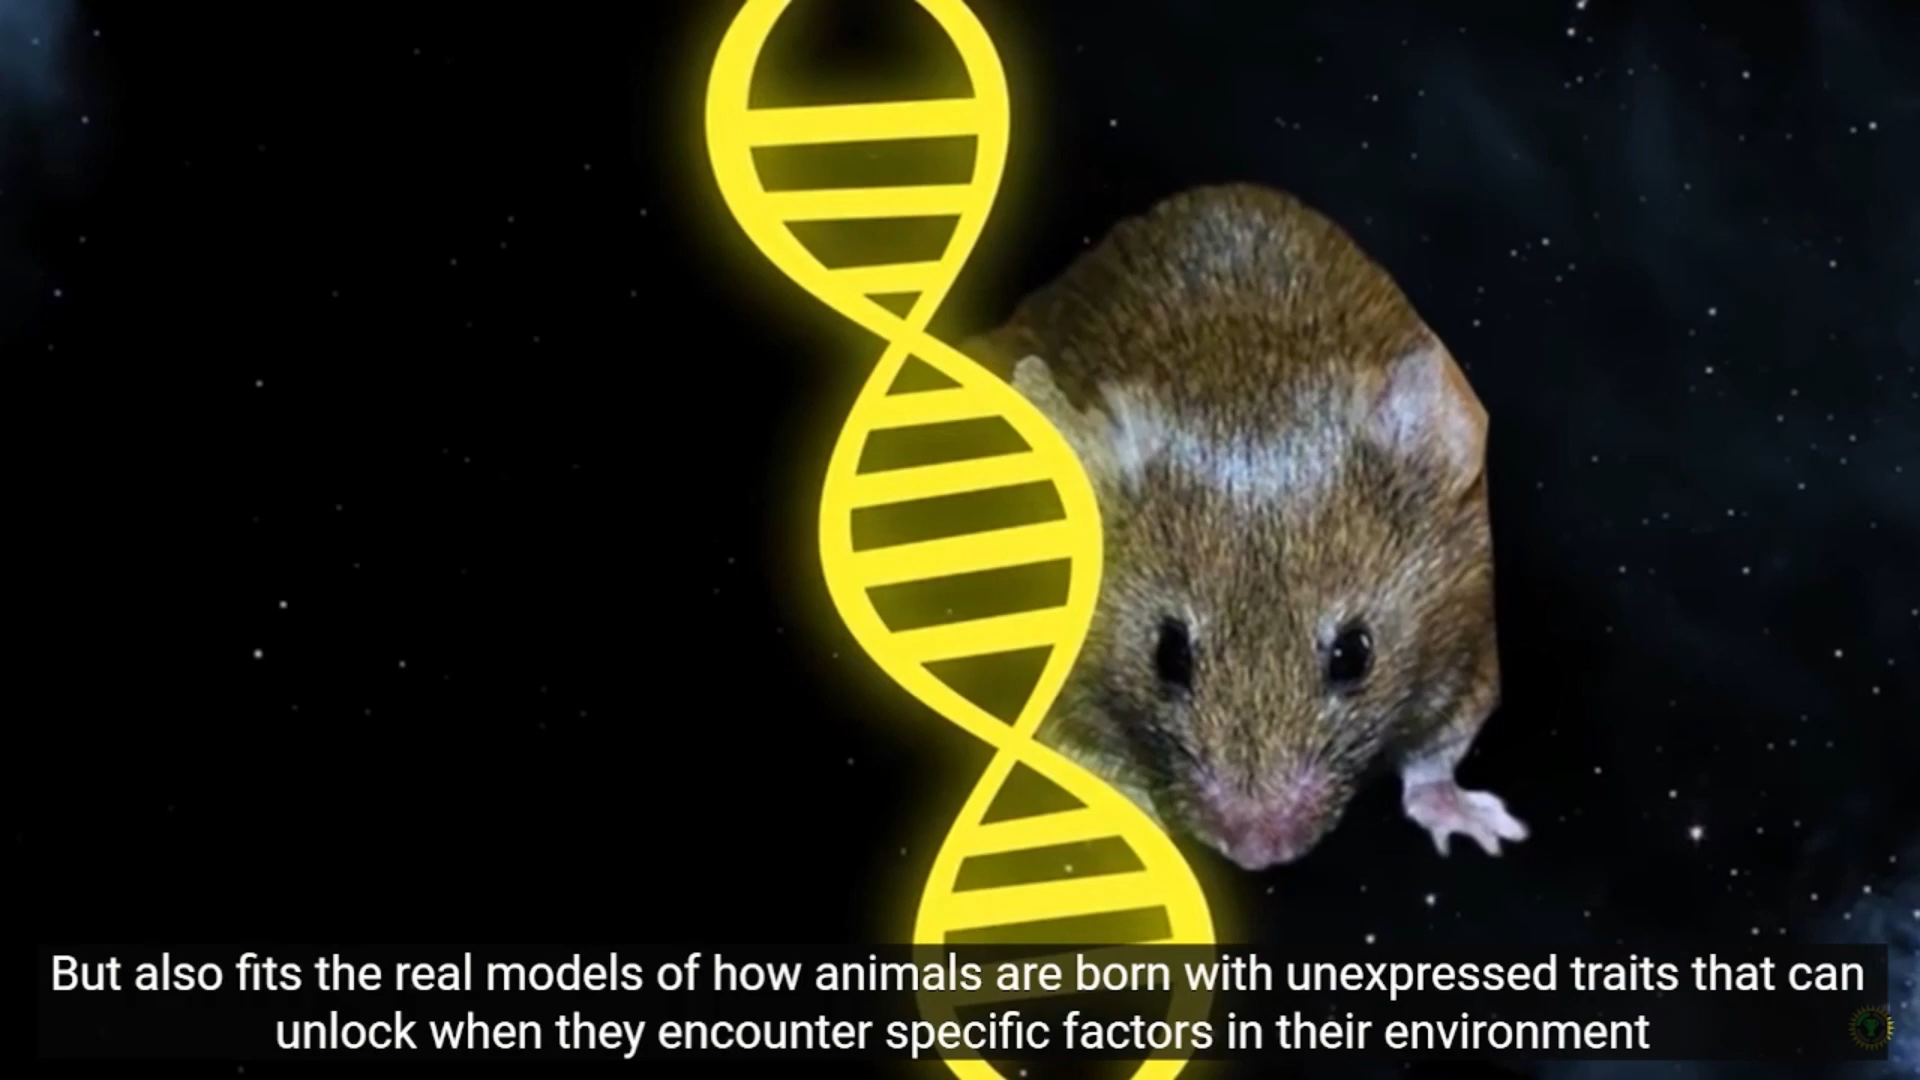 But also fits the real models of how animals are born with unexpressed traits that can
unlock when they encounter specific factors in their environment